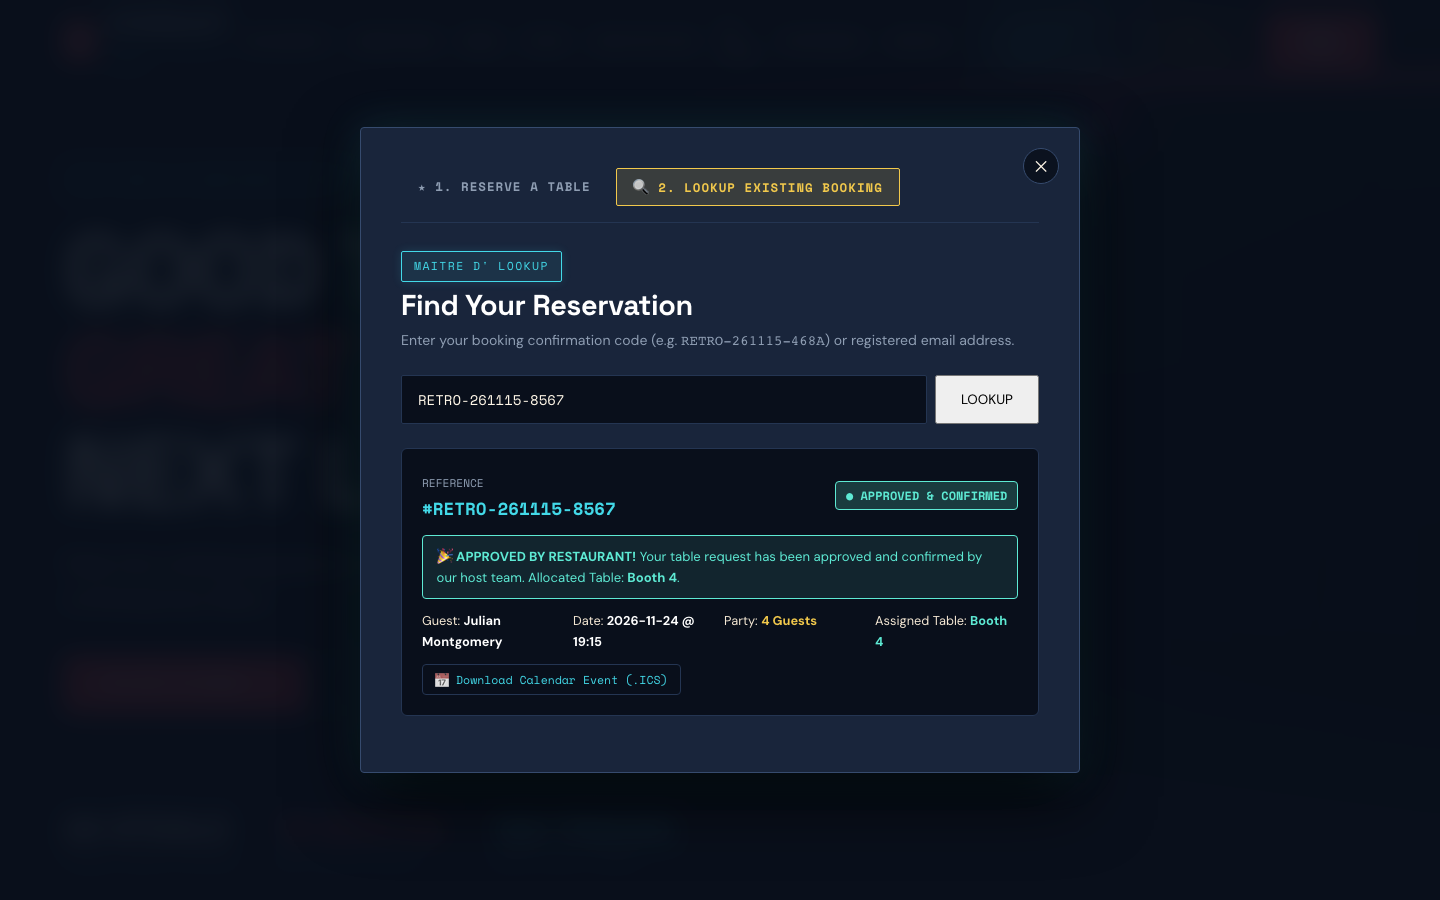 ★ 1. RESERVE A TABLE
🔍 2. LOOKUP EXISTING BOOKING
MAITRE D' LOOKUP
Find Your Reservation
Enter your booking confirmation code (e.g. RETRO-261115-468A) or registered email address.
RETRO-261115-8567
LOOKUP
REFERENCE
#RETRO-261115-8567
● APPROVED & CONFIRMED
🎉 APPROVED BY RESTAURANT! Your table request has been approved and confirmed by
our host team. Allocated Table: Booth 4.
Guest: Julian
Montgomery
Date: 2026-11-24 @
19:15
Party: 4 Guests
Assigned Table: Booth
4
📅 Download Calendar Event (.ICS)